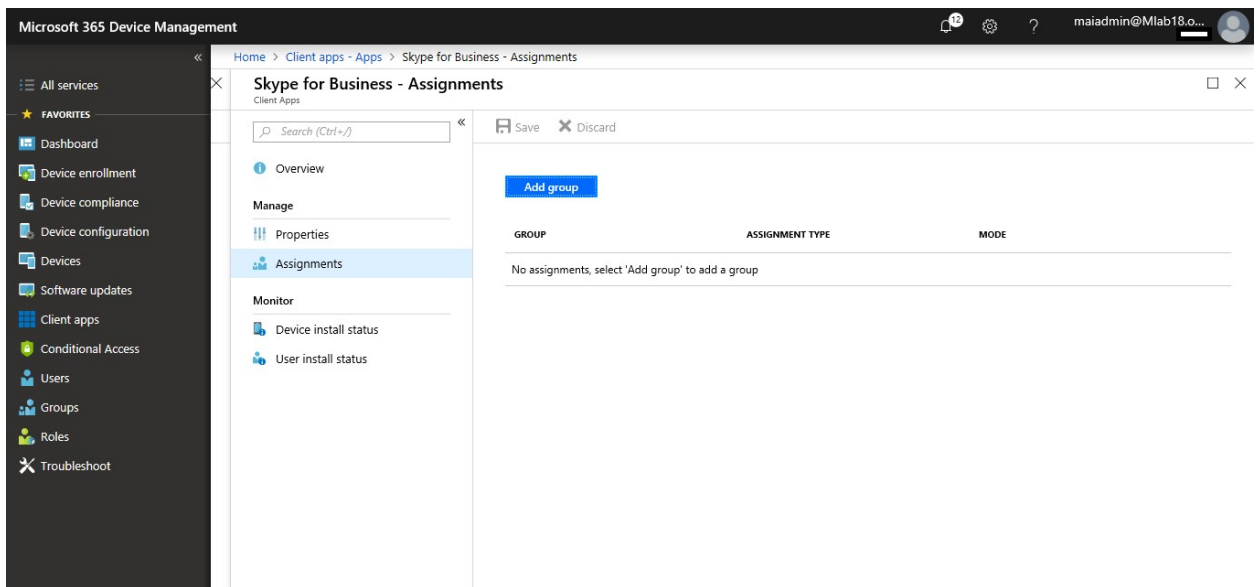 Microsoft 365 Device Management
12
?
maiadmin@Mlab18.o...
«
Home > Client apps - Apps > Skype for Business - Assignments
All services
FAVORITES
Dashboard
Device enrollment
Device compliance
Device configuration
Devices
Software updates
Client apps
Conditional Access
Users
Groups
Roles
Troubleshoot
Skype for Business - Assignments
Client Apps
Search (Ctrl+/)
«
Overview
Manage
Properties
Assignments
Monitor
Device install status
User install status
Save Discard
Add group
GROUP ASSIGNMENT TYPE MODE
No assignments, select 'Add group' to add a group